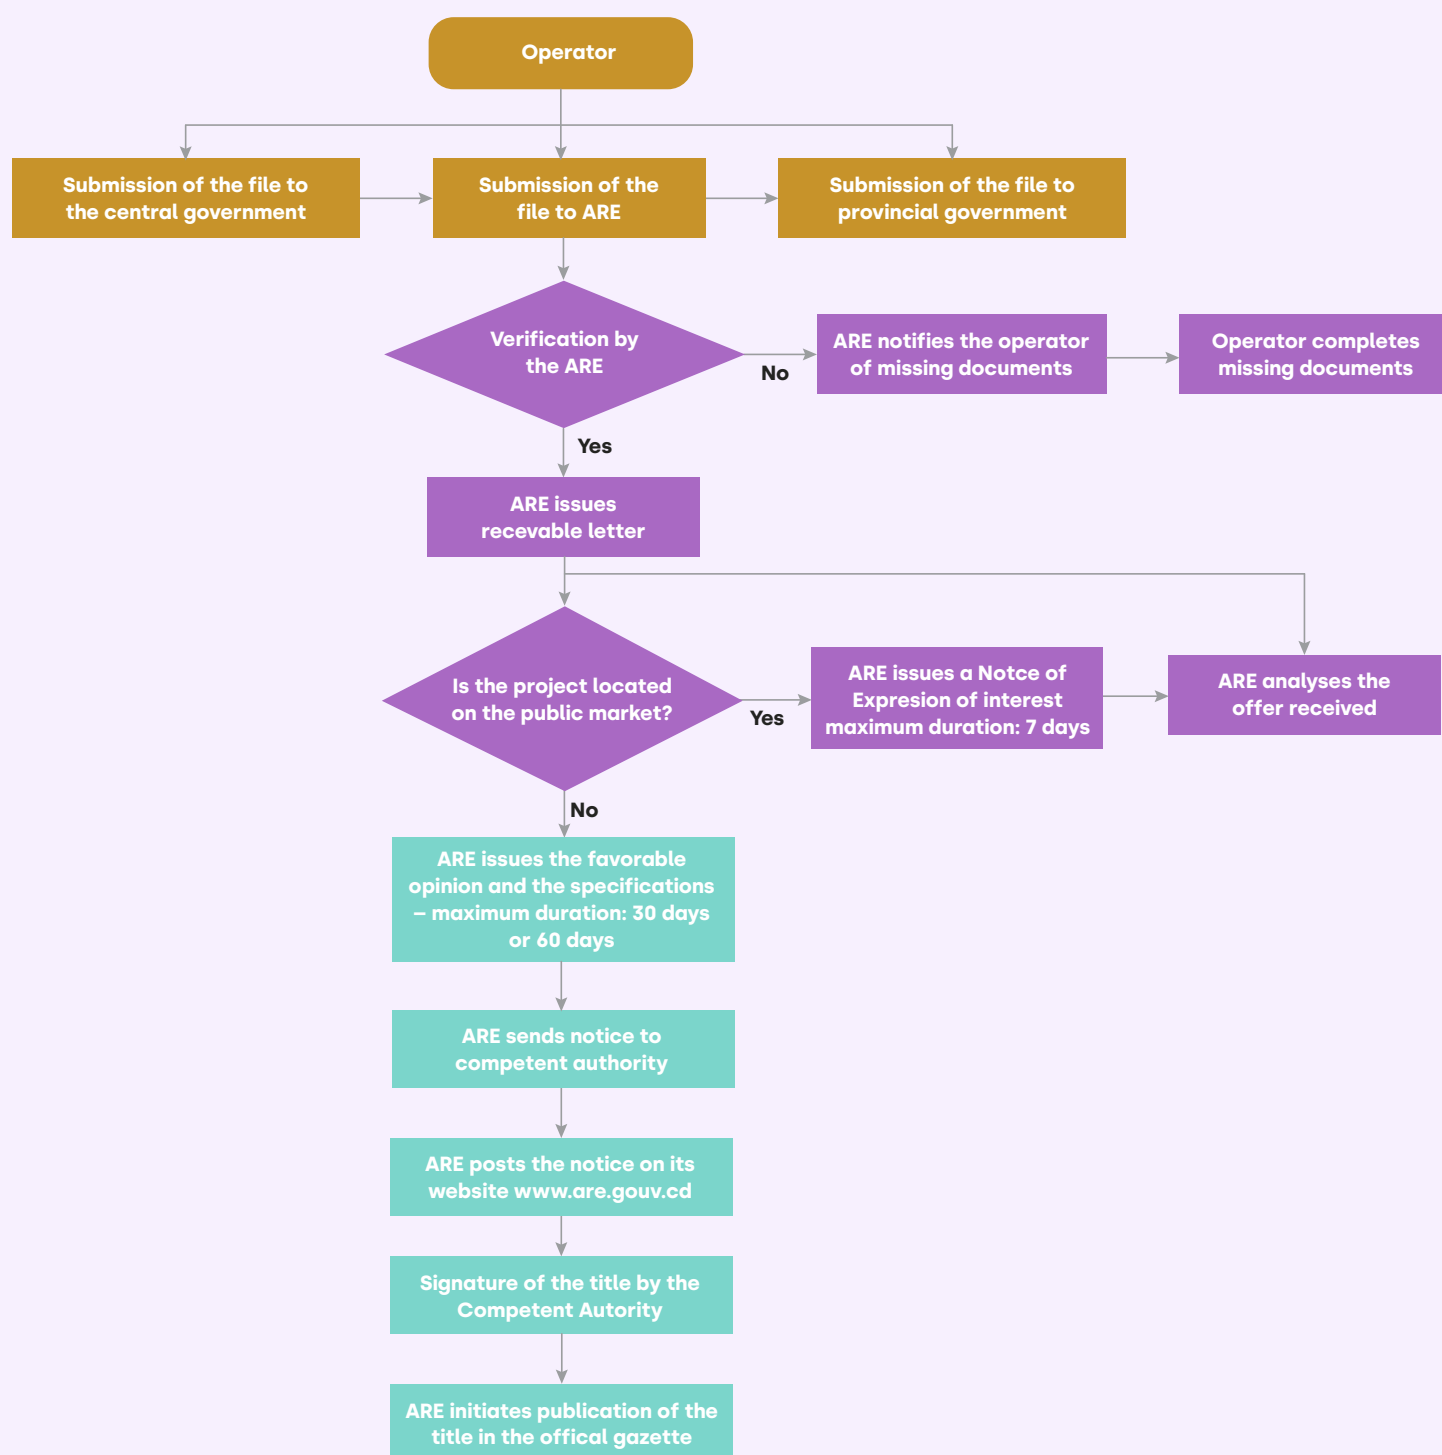 Operator
Submission of the file to
the central government
Submission of the
file to ARE
Submission of the file to
provincial government
Verification by
the ARE
No
ARE notifies the operator
of missing documents
Operator completes
missing documents
Yes
ARE issues
recevable letter
Is the project located
on the public market?
Yes
ARE issues a Notce of
Expresion of interest
maximum duration: 7 days
ARE analyses the
offer received
No
ARE issues the favorable
opinion and the specifications
– maximum duration: 30 days
or 60 days
ARE sends notice to
competent authority
ARE posts the notice on its
website www.are.gouv.cd
Signature of the title by the
Competent Autority
ARE initiates publication of the
title in the offical gazette